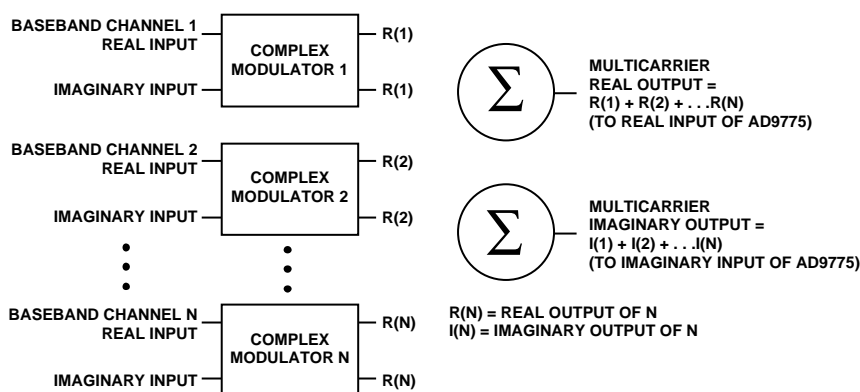 BASEBAND CHANNEL 1
REAL INPUT
IMAGINARY INPUT
COMPLEX
MODULATOR 1
R(1)
R(1)
BASEBAND CHANNEL 2
REAL INPUT
IMAGINARY INPUT
COMPLEX
MODULATOR 2
R(2)
R(2)
BASEBAND CHANNEL N
REAL INPUT
IMAGINARY INPUT
COMPLEX
MODULATOR N
R(N)
R(N)
Σ
MULTICARRIER
REAL OUTPUT =
R(1) + R(2) + . . .R(N)
(TO REAL INPUT OF AD9775)
Σ
MULTICARRIER
IMAGINARY OUTPUT =
I(1) + I(2) + . . .I(N)
(TO IMAGINARY INPUT OF AD9775)
R(N) = REAL OUTPUT OF N
I(N) = IMAGINARY OUTPUT OF N